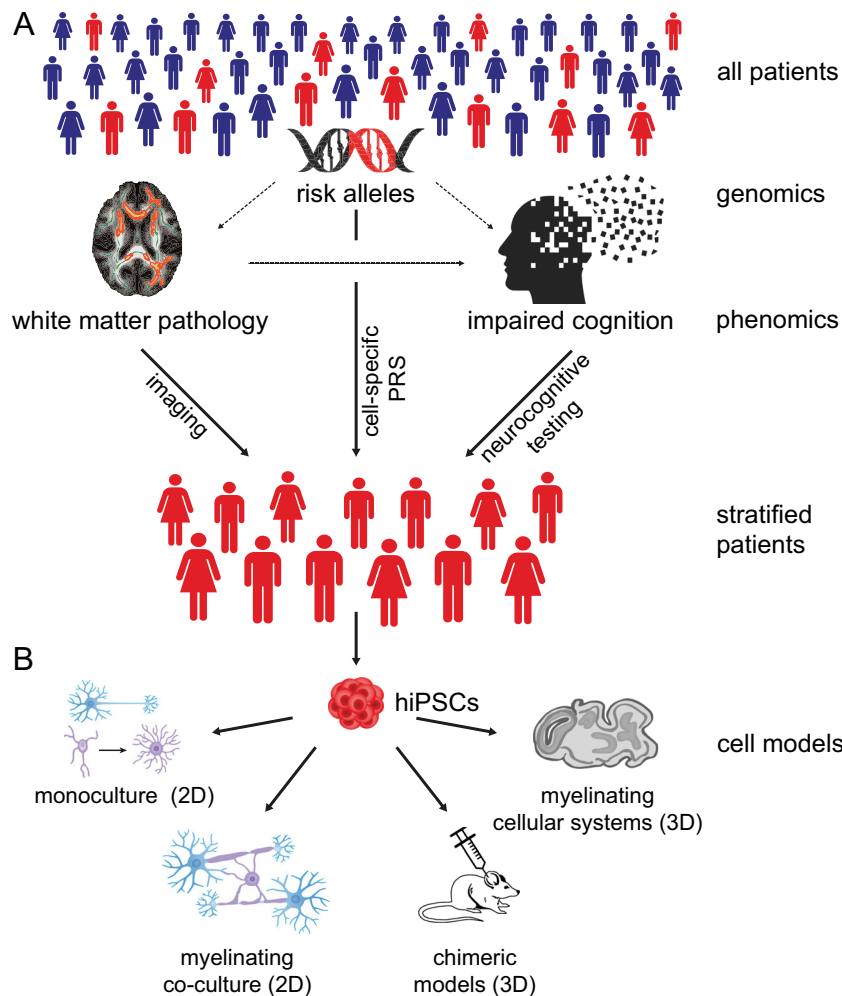 A
all patients
risk alleles
genomics
white matter pathology
impaired cognition
phenomics
imaging
cell-specifc
PRS
neurocognitive
testing
stratified
patients
B
hiPSCs
cell models
monoculture (2D)
myelinating
cellular systems (3D)
myelinating
co-culture (2D)
chimeric
models (3D)